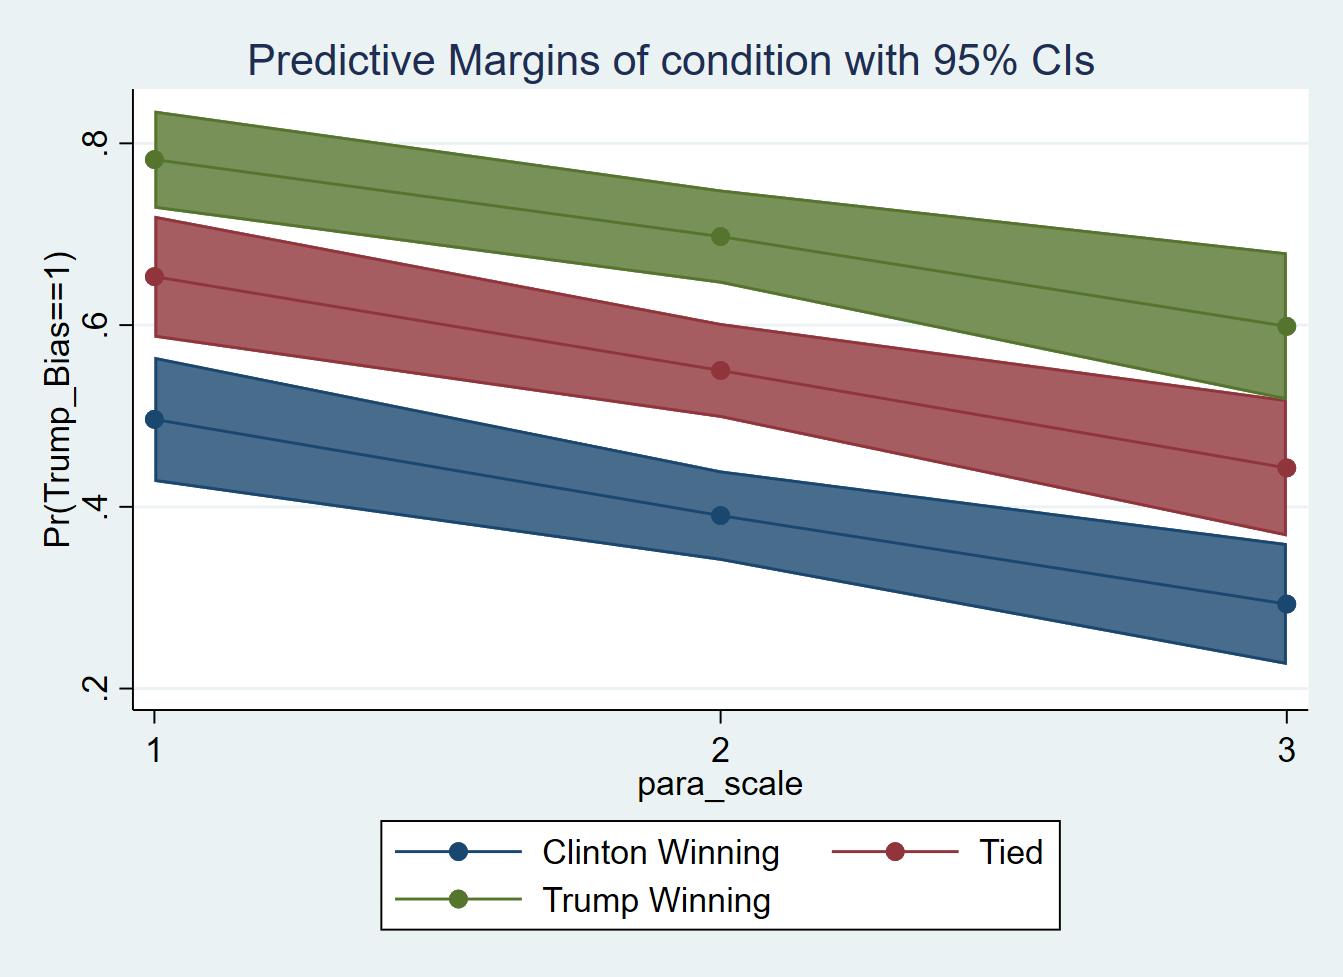 Predictive Margins of condition with 95% CIs
Pr(Trump_Bias==1)
.8
.6
.4
.2
1 2 3
para_scale
Clinton Winning Tied
Trump Winning